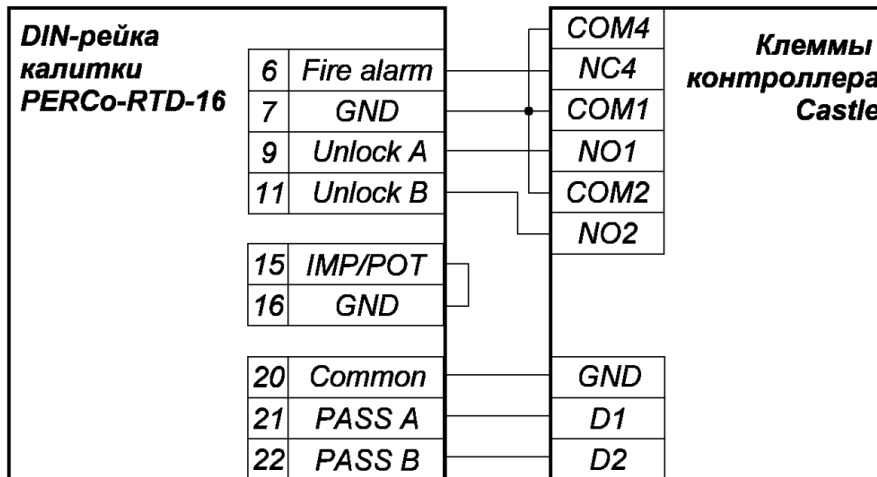 DIN-рейка
калитки
PERCo-RTD-16
6 Fire alarm
7 GND
9 Unlock A
11 Unlock B
15 IMP/POT
16 GND
20 Common
21 PASS A
22 PASS B
COM4
NC4
COM1
NO1
COM2
NO2
GND
D1
D2
Клеммы
контроллера
Castle